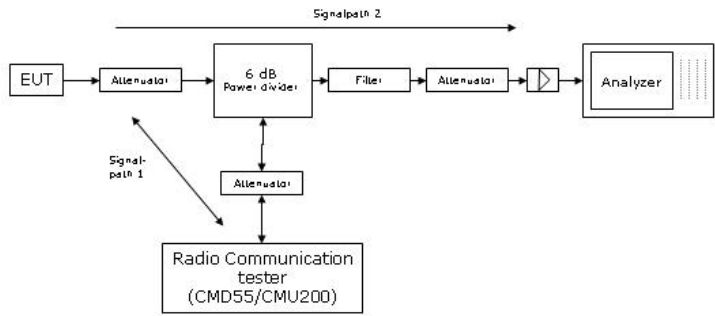 Signalpath 2
EUT
Attenuator
6 dB
Power divider
Filter
Attenuator
Analyzer
Signal-
path 1
Attenuator
Radio Communication
tester
(CMD55/CMU200)